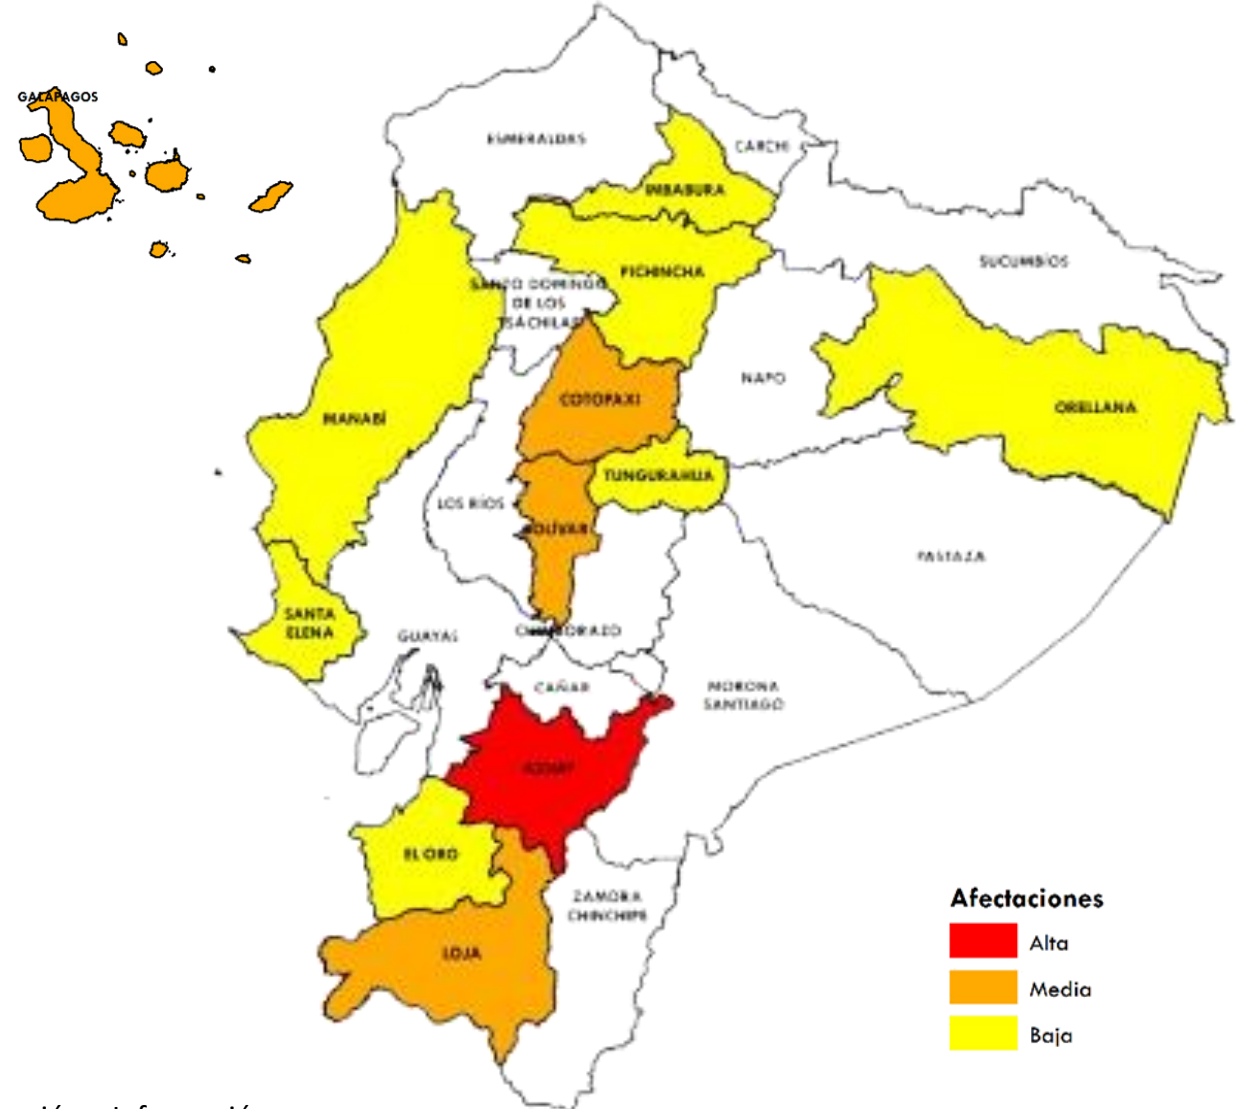 GALÁPAGOS
ESMERALDAS
CARCHI
IMBABURA
SUCUMBÍOS
PICHINCHA
SANTO DOMINGO
DE LOS
TSÁCHILAS
NAPO
COTOPAXI
ORELLANA
MANABÍ
TUNGURAHUA
LOS RÍOS
BOLÍVAR
PASTAZA
SANTA
ELENA
GUAYAS
CHIMBORAZO
CAÑAR
MORONA
SANTIAGO
AZUAY
EL ORO
ZAMORA
CHINCHIPE
LOJA
Afectaciones
Alta
Media
Baja